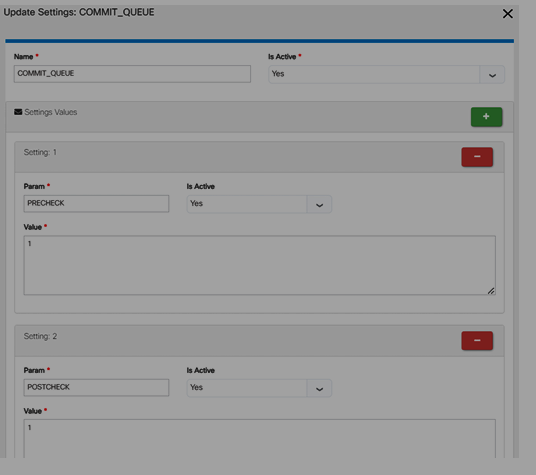 Update Settings: COMMIT_QUEUE
Name * Is Active *
COMMIT_QUEUE Yes
Settings Values
+
Setting: 1
−
Param * Is Active
PRECHECK Yes
Value *
1
Setting: 2
−
Param * Is Active
POSTCHECK Yes
Value *
1